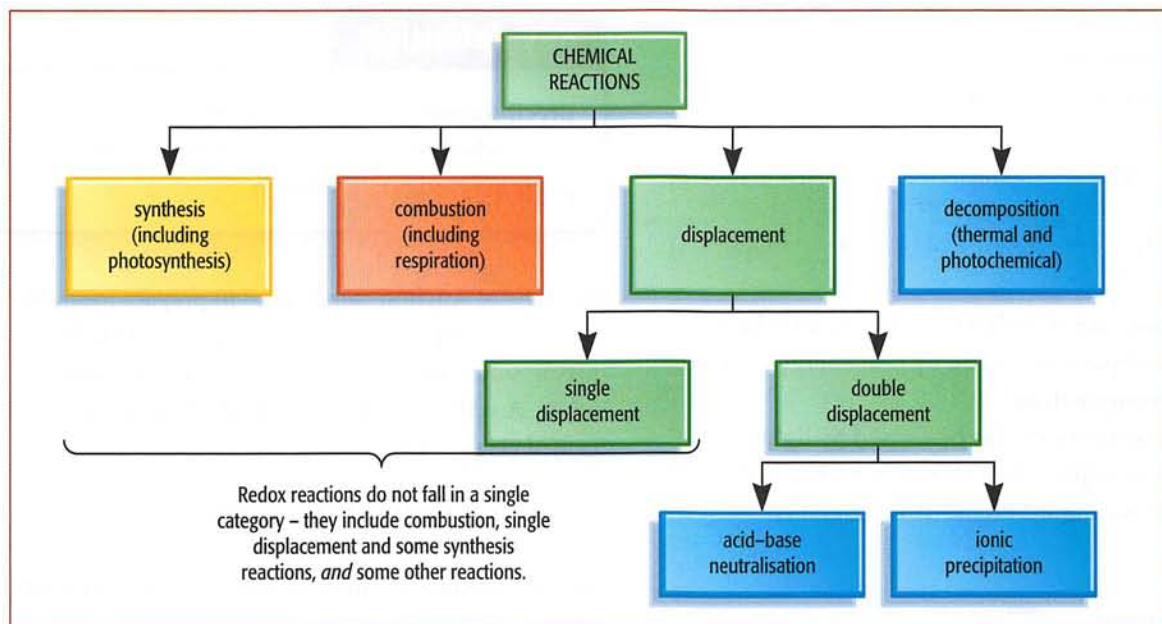 CHEMICAL
REACTIONS
synthesis
(including
photosynthesis)
combustion
(including
respiration)
displacement
decomposition
(thermal and
photochemical)
single
displacement
double
displacement
Redox reactions do not fall in a single
category – they include combustion, single
displacement and some synthesis
reactions, and some other reactions.
acid–base
neutralisation
ionic
precipitation